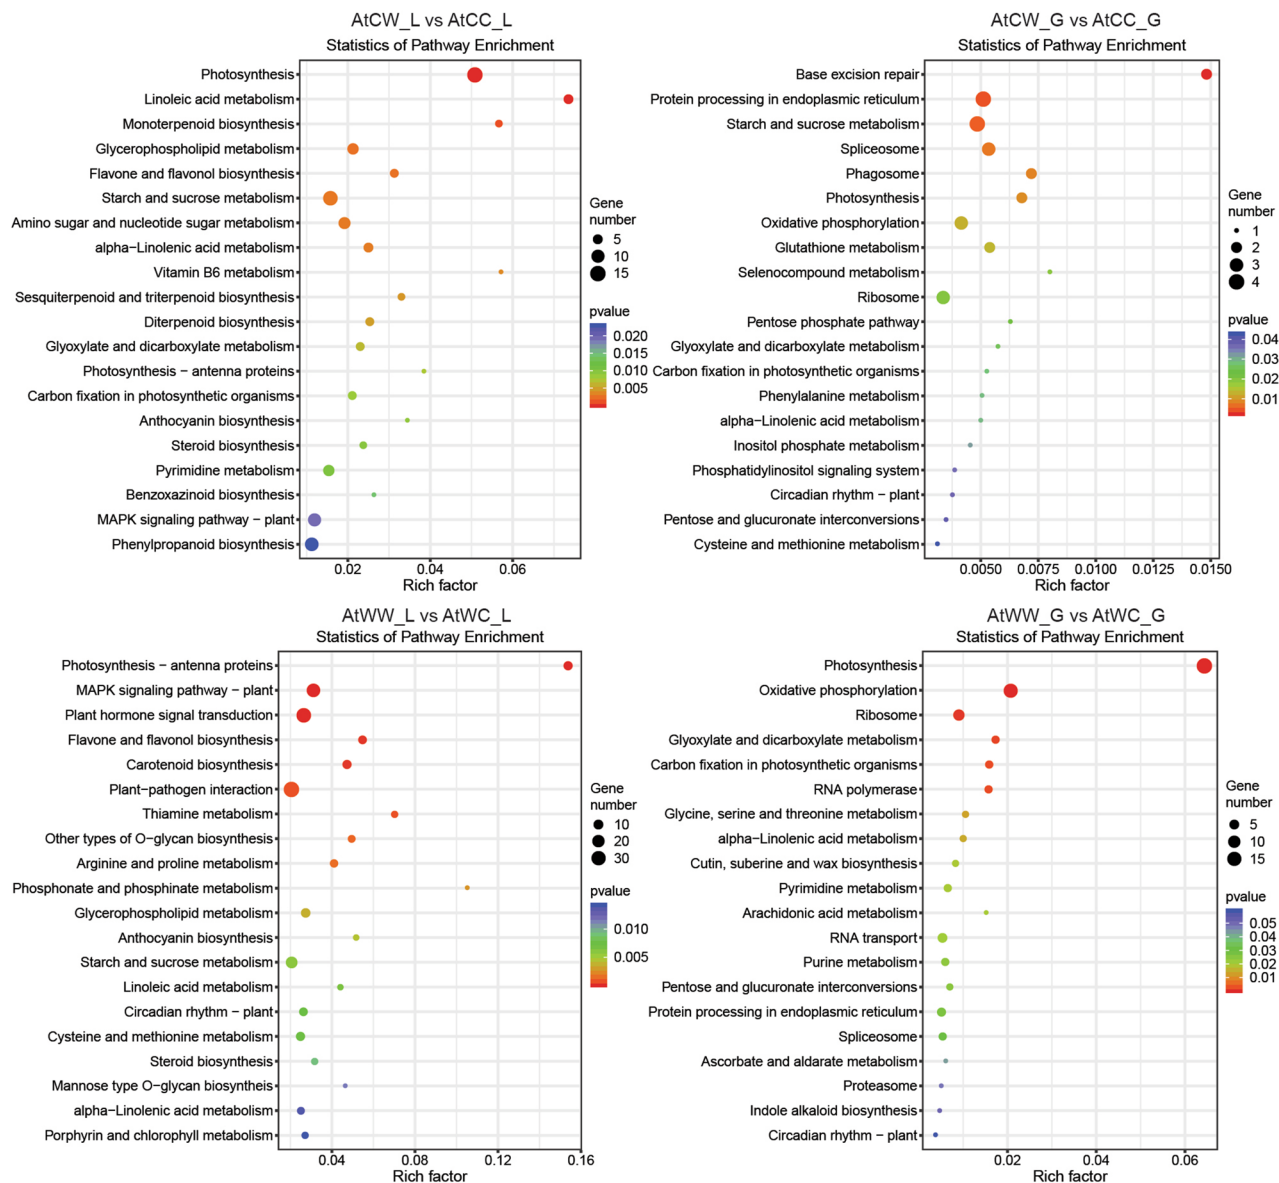 AtCW_L vs AtCC_L
Statistics of Pathway Enrichment
Photosynthesis
Linoleic acid metabolism
Monoterpenoid biosynthesis
Glycerophospholipid metabolism
Flavone and flavonol biosynthesis
Starch and sucrose metabolism
Amino sugar and nucleotide sugar metabolism
alpha−Linolenic acid metabolism
Vitamin B6 metabolism
Sesquiterpenoid and triterpenoid biosynthesis
Diterpenoid biosynthesis
Glyoxylate and dicarboxylate metabolism
Photosynthesis − antenna proteins
Carbon fixation in photosynthetic organisms
Anthocyanin biosynthesis
Steroid biosynthesis
Pyrimidine metabolism
Benzoxazinoid biosynthesis
MAPK signaling pathway − plant
Phenylpropanoid biosynthesis
0.02 0.04 0.06
Rich factor
Gene
number
5
10
15
pvalue
0.020
0.015
0.010
0.005
AtCW_G vs AtCC_G
Statistics of Pathway Enrichment
Base excision repair
Protein processing in endoplasmic reticulum
Starch and sucrose metabolism
Spliceosome
Phagosome
Photosynthesis
Oxidative phosphorylation
Glutathione metabolism
Selenocompound metabolism
Ribosome
Pentose phosphate pathway
Glyoxylate and dicarboxylate metabolism
Carbon fixation in photosynthetic organisms
Phenylalanine metabolism
alpha−Linolenic acid metabolism
Inositol phosphate metabolism
Phosphatidylinositol signaling system
Circadian rhythm − plant
Pentose and glucuronate interconversions
Cysteine and methionine metabolism
0.0050 0.0075 0.0100 0.0125 0.0150
Rich factor
Gene
number
1
2
3
4
pvalue
0.04
0.03
0.02
0.01
AtWW_L vs AtWC_L
Statistics of Pathway Enrichment
Photosynthesis − antenna proteins
MAPK signaling pathway − plant
Plant hormone signal transduction
Flavone and flavonol biosynthesis
Carotenoid biosynthesis
Plant−pathogen interaction
Thiamine metabolism
Other types of O−glycan biosynthesis
Arginine and proline metabolism
Phosphonate and phosphinate metabolism
Glycerophospholipid metabolism
Anthocyanin biosynthesis
Starch and sucrose metabolism
Linoleic acid metabolism
Circadian rhythm − plant
Cysteine and methionine metabolism
Steroid biosynthesis
Mannose type O−glycan biosyntheis
alpha−Linolenic acid metabolism
Porphyrin and chlorophyll metabolism
0.04 0.08 0.12 0.16
Rich factor
Gene
number
10
20
30
pvalue
0.010
0.005
AtWW_G vs AtWC_G
Statistics of Pathway Enrichment
Photosynthesis
Oxidative phosphorylation
Ribosome
Glyoxylate and dicarboxylate metabolism
Carbon fixation in photosynthetic organisms
RNA polymerase
Glycine, serine and threonine metabolism
alpha−Linolenic acid metabolism
Cutin, suberine and wax biosynthesis
Pyrimidine metabolism
Arachidonic acid metabolism
RNA transport
Purine metabolism
Pentose and glucuronate interconversions
Protein processing in endoplasmic reticulum
Spliceosome
Ascorbate and aldarate metabolism
Proteasome
Indole alkaloid biosynthesis
Circadian rhythm − plant
0.02 0.04 0.06
Rich factor
Gene
number
5
10
15
pvalue
0.05
0.04
0.03
0.02
0.01